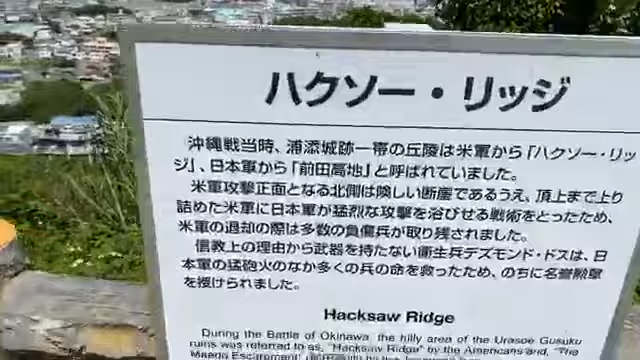 ハクソー・リッジ
沖縄戦当時、浦添城跡一帯の丘陵は米軍から「ハクソー・リッ
ジ」、日本軍から「前田高地」と呼ばれていました。
米軍攻撃正面となる北側は険しい断崖であるうえ、頂上まで上り
詰めた米軍に日本軍が猛烈な攻撃を浴びせる戦術をとったため、
米軍の退却の際は多数の負傷兵が取り残されました。
信教上の理由から武器を持たない衛生兵デズモンド・ドスは、日
本軍の猛砲火のなか多くの兵の命を救ったため、のちに名誉勲章
を授けられました。
Hacksaw Ridge
During the Battle of Okinawa, the hilly area of the Urasoe Gusuku
ruins was referred to as, "Hacksaw Ridge" by the Americans and, "The
Maeda Escarpment"